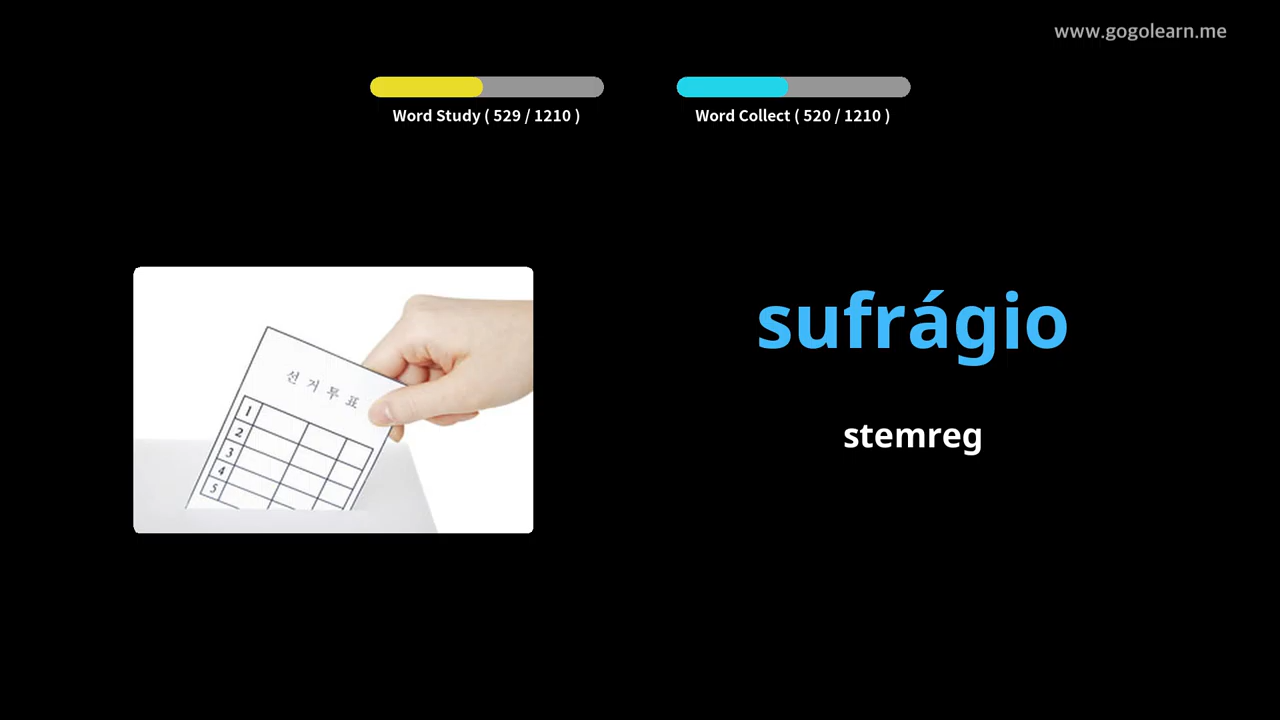 www.gogolearn.me
Word Study ( 529 / 1210 )
Word Collect ( 520 / 1210 )
선거투표
1
2
3
4
5
sufrágio
stemreg